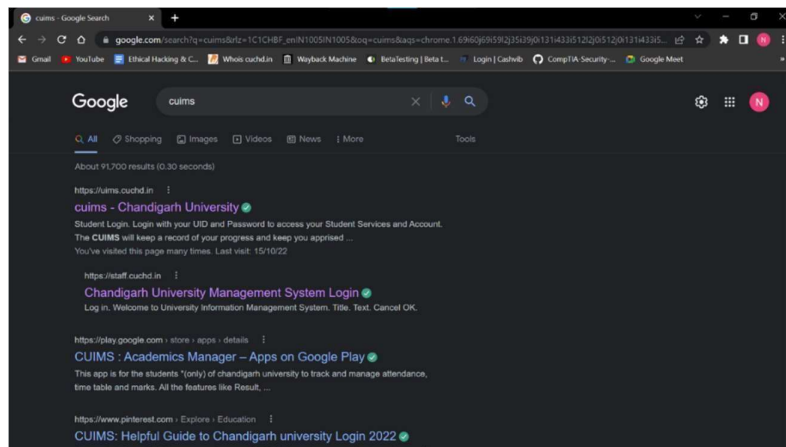 cuims - Google Search
google.com/search?q=cuims&rlz=1C1CHBF_enIN1005IN1005&oq=cuims&aqs=chrome.1.69i60j69i59l2j35i39j0i131i433i512l2j0i512j0i131i433i5...
N
Gmail YouTube Ethical Hacking & C... Whois cuchd.in Wayback Machine BetaTesting | Beta t... Login | Cashvib CompTIA-Security-... Google Meet »
Google cuims N
All Shopping Images Videos News More Tools
About 91,700 results (0.30 seconds)
https://uims.cuchd.in
cuims - Chandigarh University
Student Login. Login with your UID and Password to access your Student Services and Account.
The CUIMS will keep a record of your progress and keep you apprised ...
You've visited this page many times. Last visit: 15/10/22
https://staff.cuchd.in
Chandigarh University Management System Login
Log in. Welcome to University Information Management System. Title. Text. Cancel OK.
https://play.google.com › store › apps › details
CUIMS : Academics Manager – Apps on Google Play
This app is for the students *(only) of chandigarh university to track and manage attendance,
time table and marks. All the features like Result, ...
https://www.pinterest.com › Explore › Education
CUIMS: Helpful Guide to Chandigarh university Login 2022